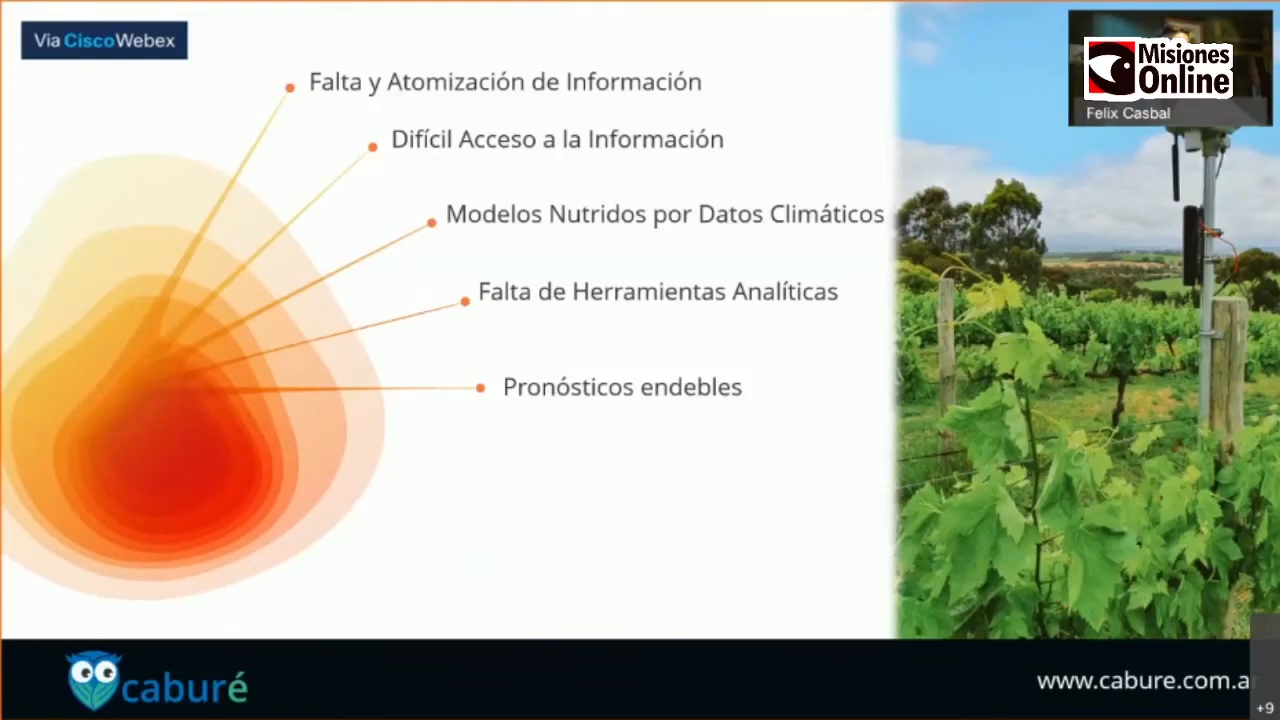 Via CiscoWebex
Falta y Atomización de Información
Difícil Acceso a la Información
Modelos Nutridos por Datos Climáticos
Falta de Herramientas Analíticas
Pronósticos endebles
Misiones
Online
Felix Casbal
caburé
www.cabure.com.ar
+9